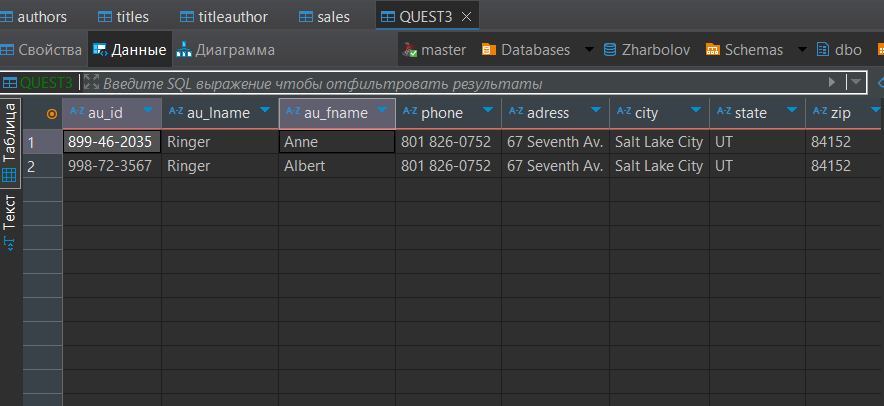 authors titles titleauthor sales QUEST3
Свойства Данные Диаграмма master Databases Zharbolov Schemas dbo
QUEST3 Введите SQL выражение чтобы отфильтровать результаты
Таблица
Текст
au_id au_lname au_fname phone adress city state zip
1 899-46-2035 Ringer Anne 801 826-0752 67 Seventh Av. Salt Lake City UT 84152
2 998-72-3567 Ringer Albert 801 826-0752 67 Seventh Av. Salt Lake City UT 84152